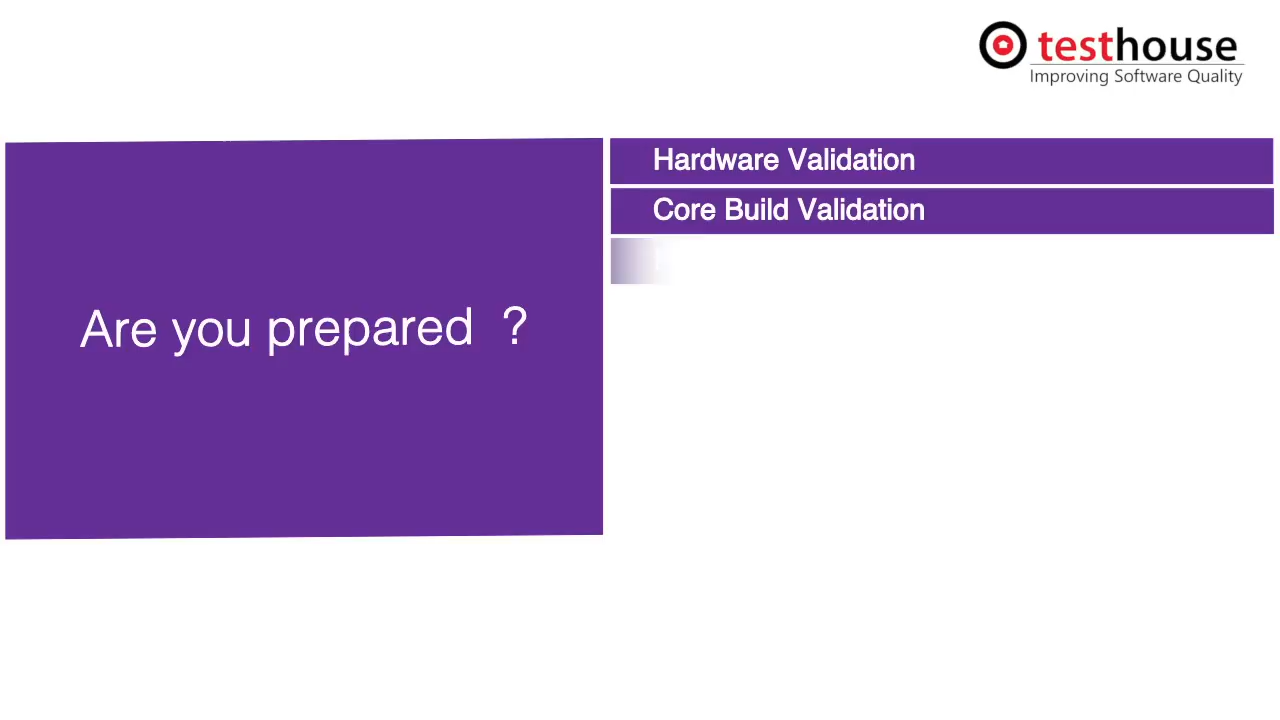 testhouse
Improving Software Quality
Hardware Validation
Core Build Validation
Are you prepared ?